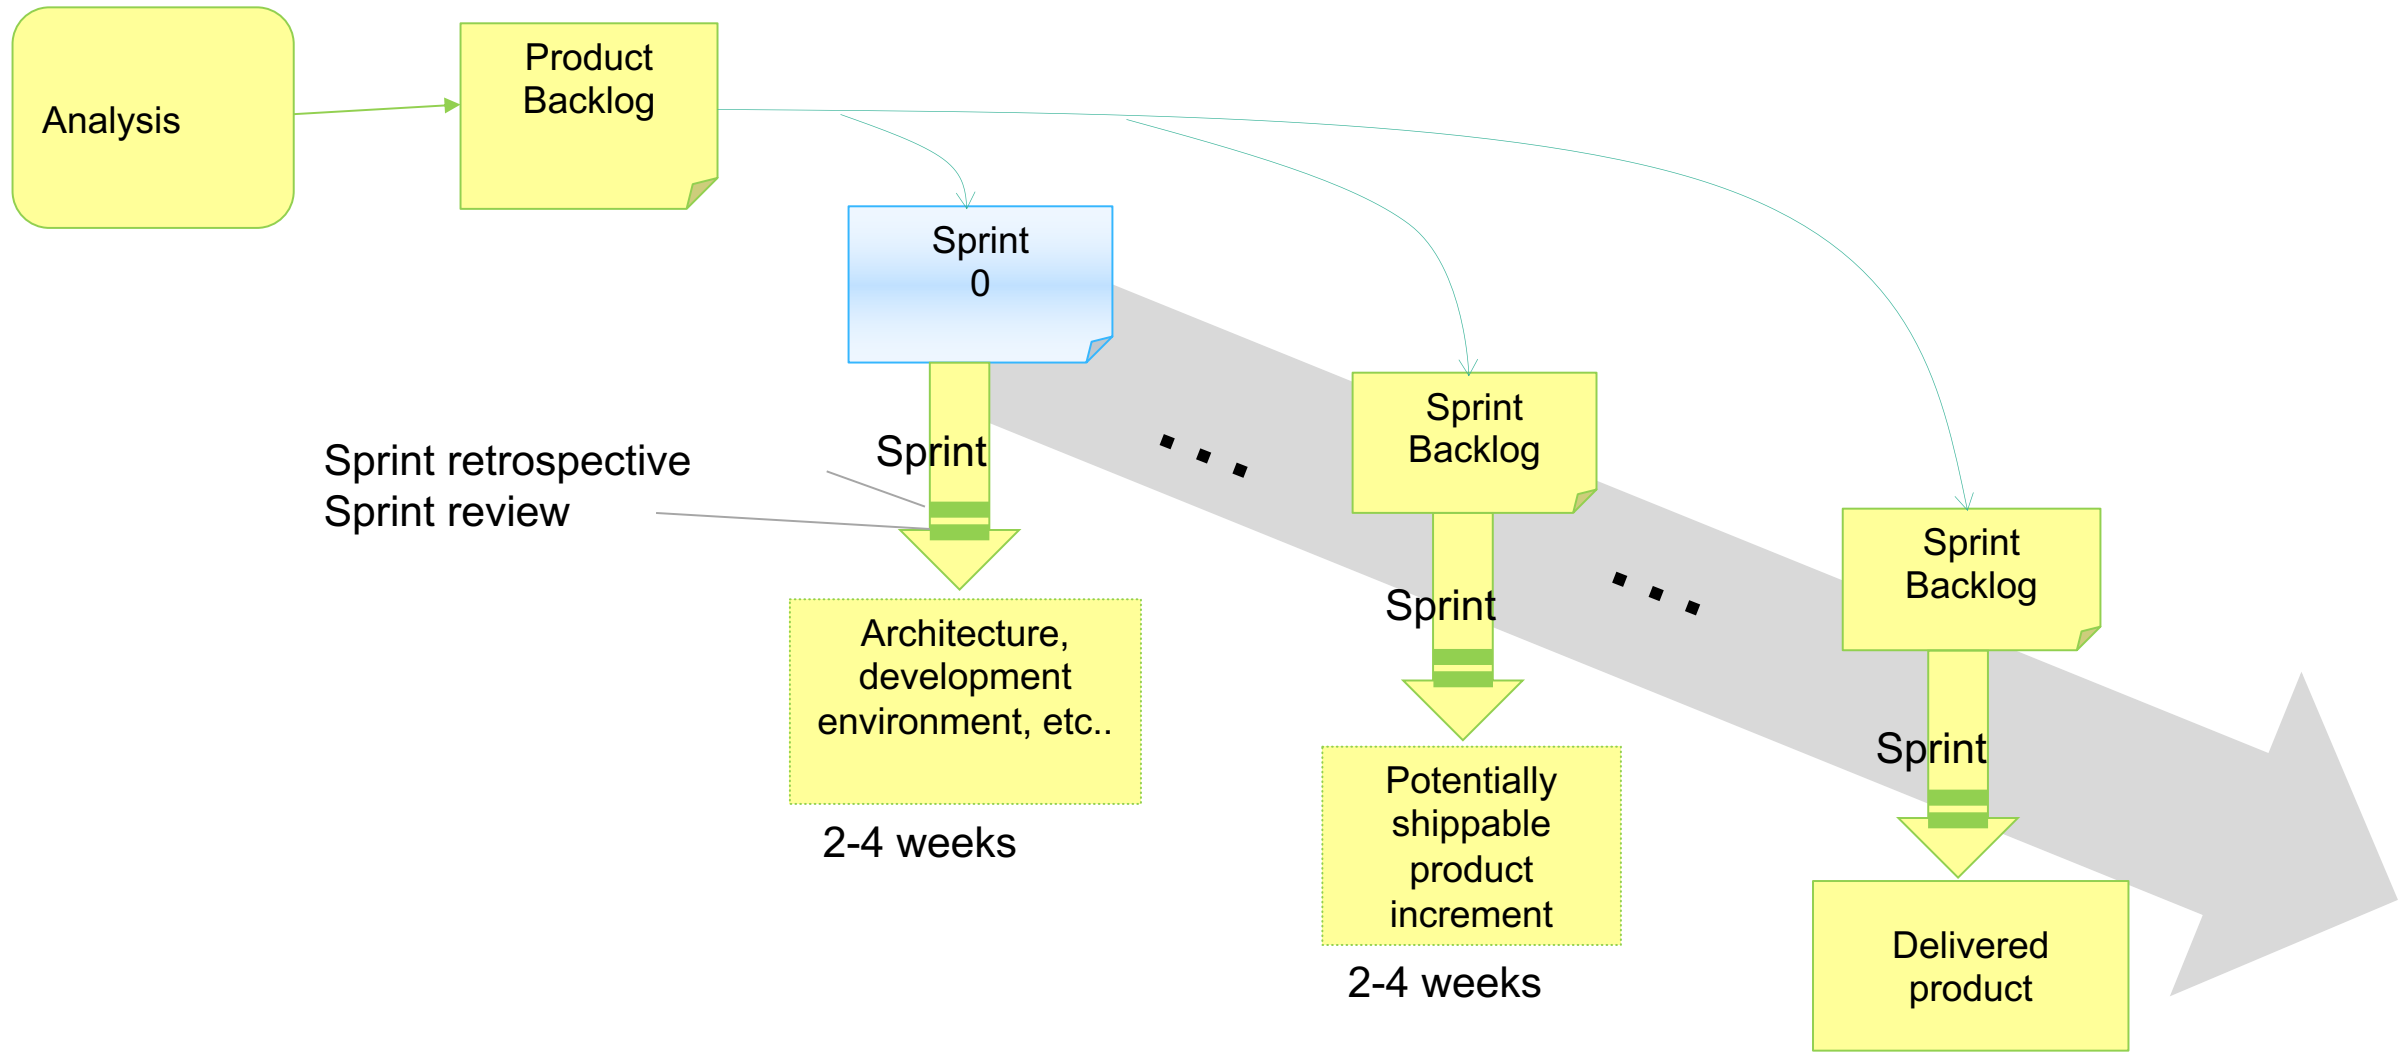 Analysis
Product
Backlog
Sprint
0
Sprint
Backlog
Sprint
Backlog
Sprint retrospective
Sprint review
Sprint
Sprint
Sprint
Architecture,
development
environment, etc..
2-4 weeks
Potentially
shippable
product
increment
2-4 weeks
Delivered
product